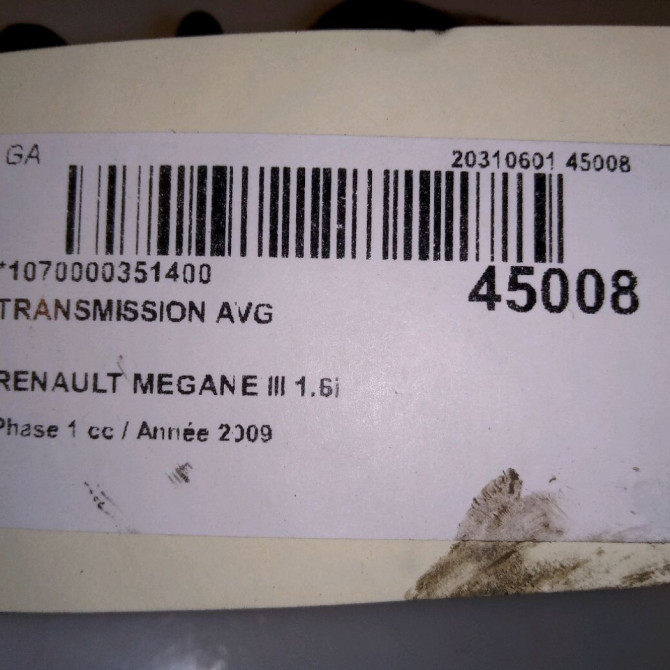 GA
20310601 45008
*1070000351400
45008
TRANSMISSION AVG
RENAULT MEGANE III 1.6i
Phase 1 cc / Année 2009